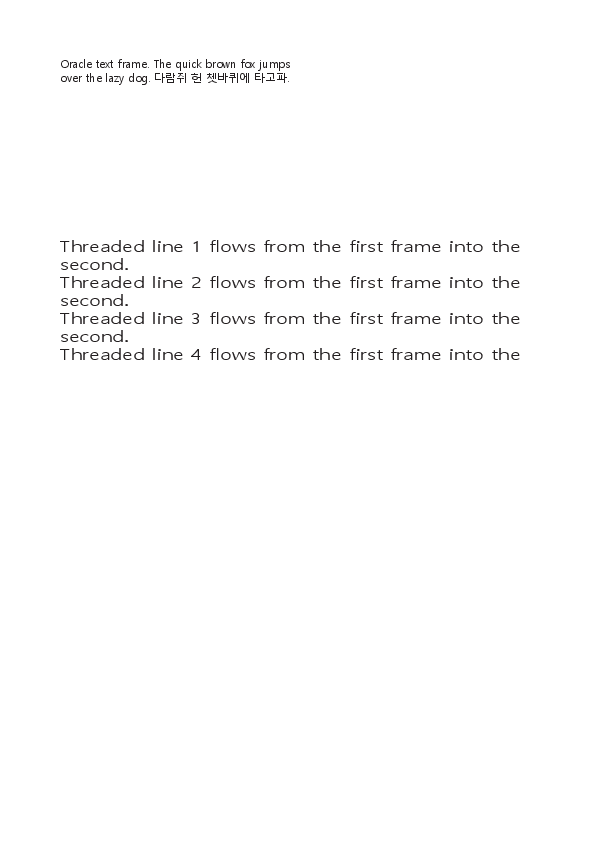 Oracle text frame. The quick brown fox jumps
over the lazy dog. 다람쥐 헌 쳇바퀴에 타고파.
Threaded line 1 flows from the first frame into the
second.
Threaded line 2 flows from the first frame into the
second.
Threaded line 3 flows from the first frame into the
second.
Threaded line 4 flows from the first frame into the